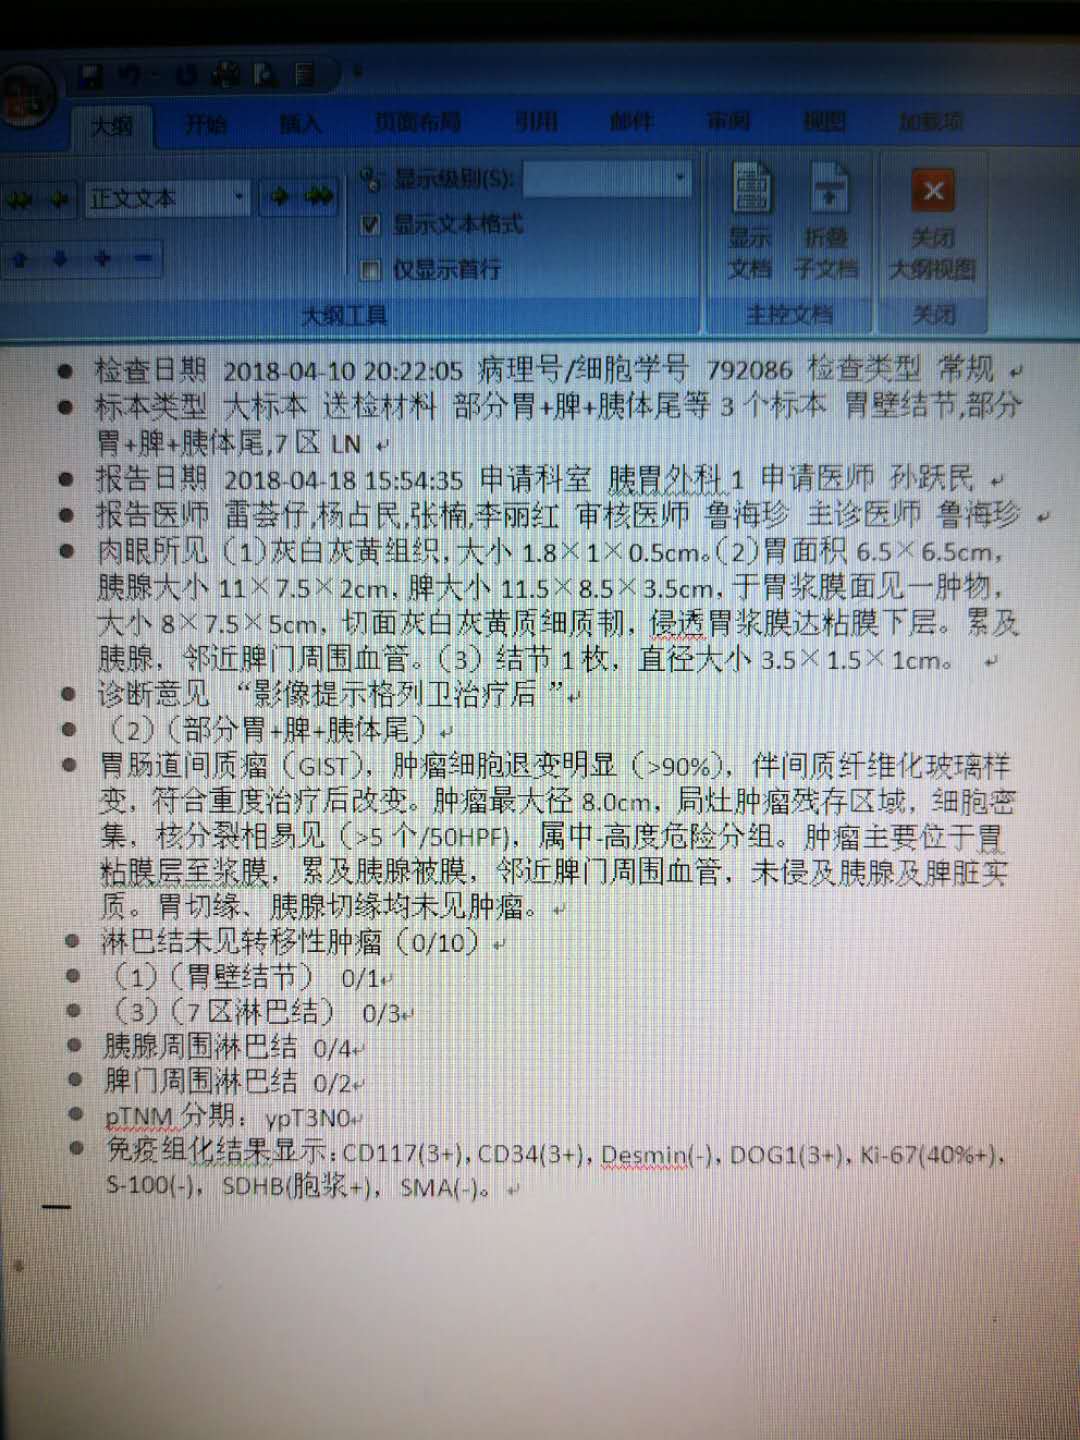 大纲 开始 插入 页面布局 引用 邮件 审阅 视图 加载项
正文文本
显示级别(S):
显示文本格式
仅显示首行
大纲工具
显示
文档
折叠
子文档
主控文档
关闭
大纲视图
关闭
检查日期 2018-04-10 20:22:05 病理号/细胞学号 792086 检查类型 常规
标本类型 大标本 送检材料 部分胃+脾+胰体尾等 3 个标本 胃壁结节,部分
胃+脾+胰体尾,7 区 LN
报告日期 2018-04-18 15:54:35 申请科室 胰胃外科 1 申请医师 孙跃民
报告医师 雷荟仔,杨占民,张楠,李丽红 审核医师 鲁海珍 主诊医师 鲁海珍
肉眼所见（1)灰白灰黄组织，大小 1.8×1×0.5cm。(2)胃面积 6.5×6.5cm，
胰腺大小 11×7.5×2cm，脾大小 11.5×8.5×3.5cm，于胃浆膜面见一肿物，
大小 8×7.5×5cm，切面灰白灰黄质细质韧，侵透胃浆膜达粘膜下层。累及
胰腺，邻近脾门周围血管。（3）结节 1 枚，直径大小 3.5×1.5×1cm。
诊断意见 “影像提示格列卫治疗后 ”
（2）（部分胃+脾+胰体尾）
胃肠道间质瘤（GIST），肿瘤细胞退变明显（>90%），伴间质纤维化玻璃样
变，符合重度治疗后改变。肿瘤最大径 8.0cm，局灶肿瘤残存区域，细胞密
集，核分裂相易见（>5 个/50HPF)，属中-高度危险分组。肿瘤主要位于胃
粘膜层至浆膜，累及胰腺被膜，邻近脾门周围血管，未侵及胰腺及脾脏实
质。胃切缘、胰腺切缘均未见肿瘤。
淋巴结未见转移性肿瘤（0/10）
（1）（胃壁结节） 0/1
（3）（7 区淋巴结） 0/3
胰腺周围淋巴结 0/4
脾门周围淋巴结 0/2
pTNM 分期：ypT3N0
免疫组化结果显示：CD117(3+)，CD34(3+)，Desmin(-)，DOG1(3+)，Ki-67(40%+)，
S-100(-)， SDHB(胞浆+)， SMA(-)。